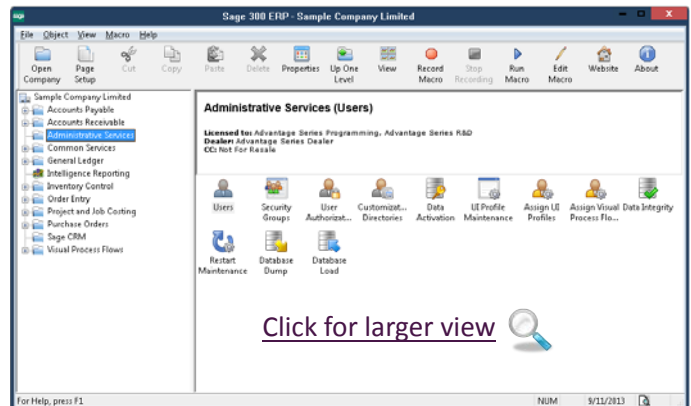 sage
Sage 300 ERP - Sample Company Limited
File Object View Macro Help
Open Company
Page Setup
Cut
Copy
Paste
Delete
Properties
Up One Level
View
Record Macro
Stop Recording
Run Macro
Edit Macro
Website
About
Sample Company Limited
Accounts Payable
Accounts Receivable
Administrative Services
Common Services
General Ledger
Intelligence Reporting
Inventory Control
Order Entry
Project and Job Costing
Purchase Orders
Sage CRM
Visual Process Flows
Administrative Services (Users)
Licensed to: Advantage Series Programming, Advantage Series R&D
Dealer: Advantage Series Dealer
CC: Not For Resale
Users
Security Groups
User Authorizat...
Customizat... Directories
Data Activation
UI Profile Maintenance
Assign UI Profiles
Assign Visual Process Flo...
Data Integrity
Restart Maintenance
Database Dump
Database Load
Click for larger view
For Help, press F1
NUM
9/11/2013